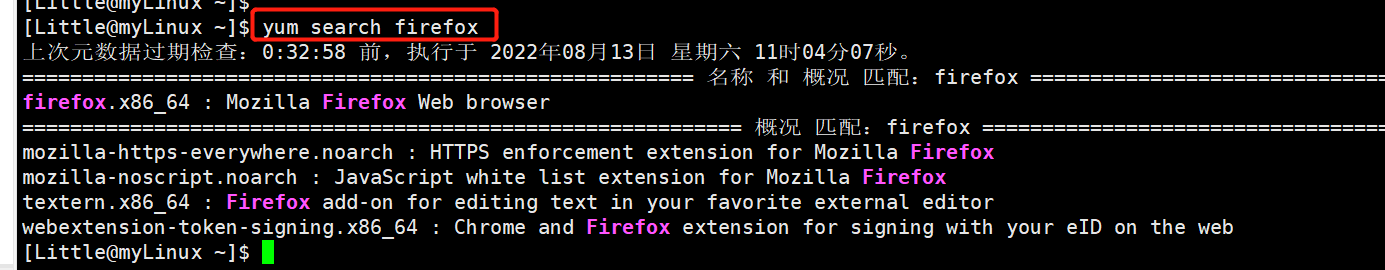 [Little@myLinux ~]$
[Little@myLinux ~]$ yum search firefox
上次元数据过期检查：0:32:58 前，执行于 2022年08月13日 星期六 11时04分07秒。
======================================================== 名称 和 概况 匹配：firefox ==============================
firefox.x86_64 : Mozilla Firefox Web browser
============================================================ 概况 匹配：firefox ==================================
mozilla-https-everywhere.noarch : HTTPS enforcement extension for Mozilla Firefox
mozilla-noscript.noarch : JavaScript white list extension for Mozilla Firefox
textern.x86_64 : Firefox add-on for editing text in your favorite external editor
webextension-token-signing.x86_64 : Chrome and Firefox extension for signing with your eID on the web
[Little@myLinux ~]$